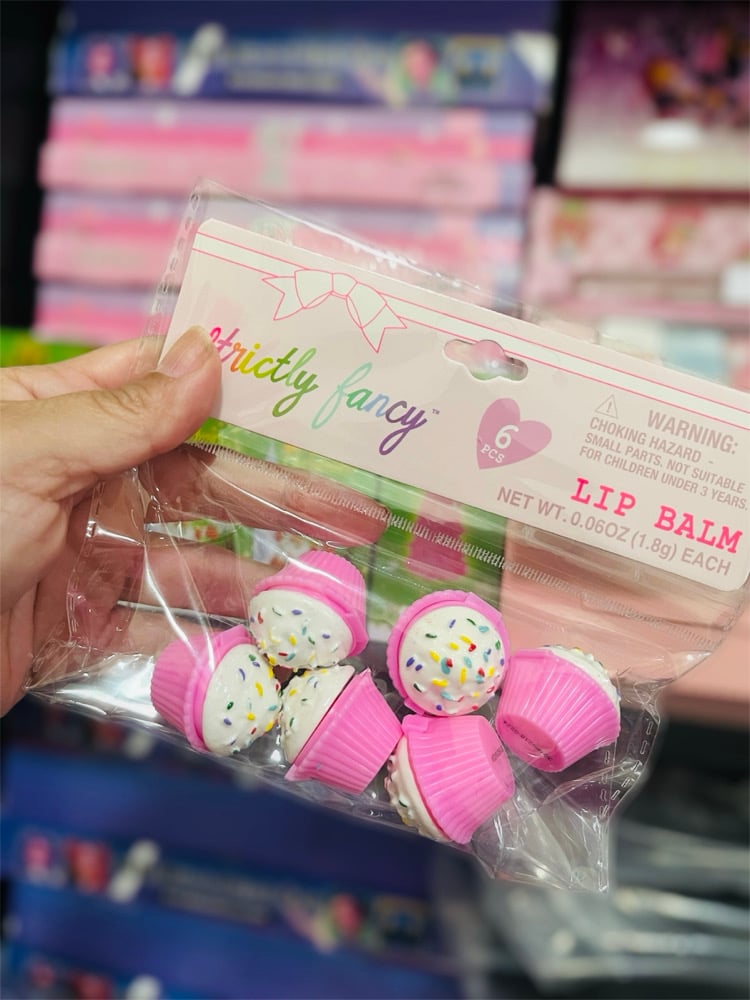 strictly fancy™
6
PCS
WARNING:
CHOKING HAZARD -
SMALL PARTS. NOT SUITABLE
FOR CHILDREN UNDER 3 YEARS.
LIP BALM
NET WT. 0.06OZ (1.8g) EACH